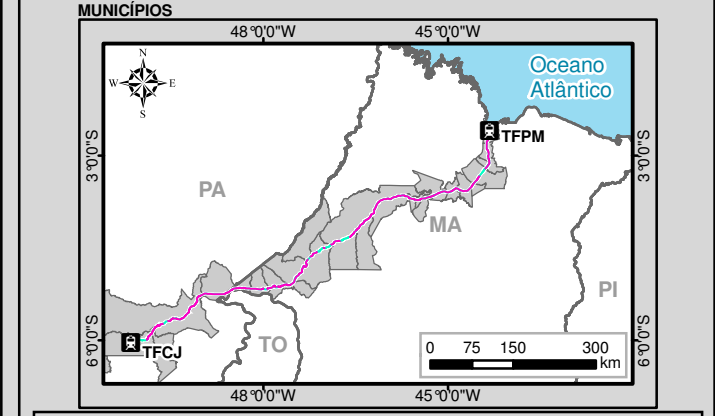 MUNICÍPIOS
48°0'0"W 45°0'0"W
N
W E
S
Oceano
Atlântico
TFPM
3°0'0"S 3°0'0"S
PA
MA
PI
TO
TFCJ
6°0'0"S 6°0'0"S
0 75 150 300
km
48°0'0"W 45°0'0"W